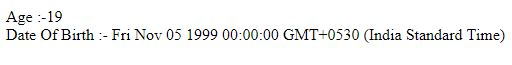 Age :-19
Date Of Birth :- Fri Nov 05 1999 00:00:00 GMT+0530 (India Standard Time)